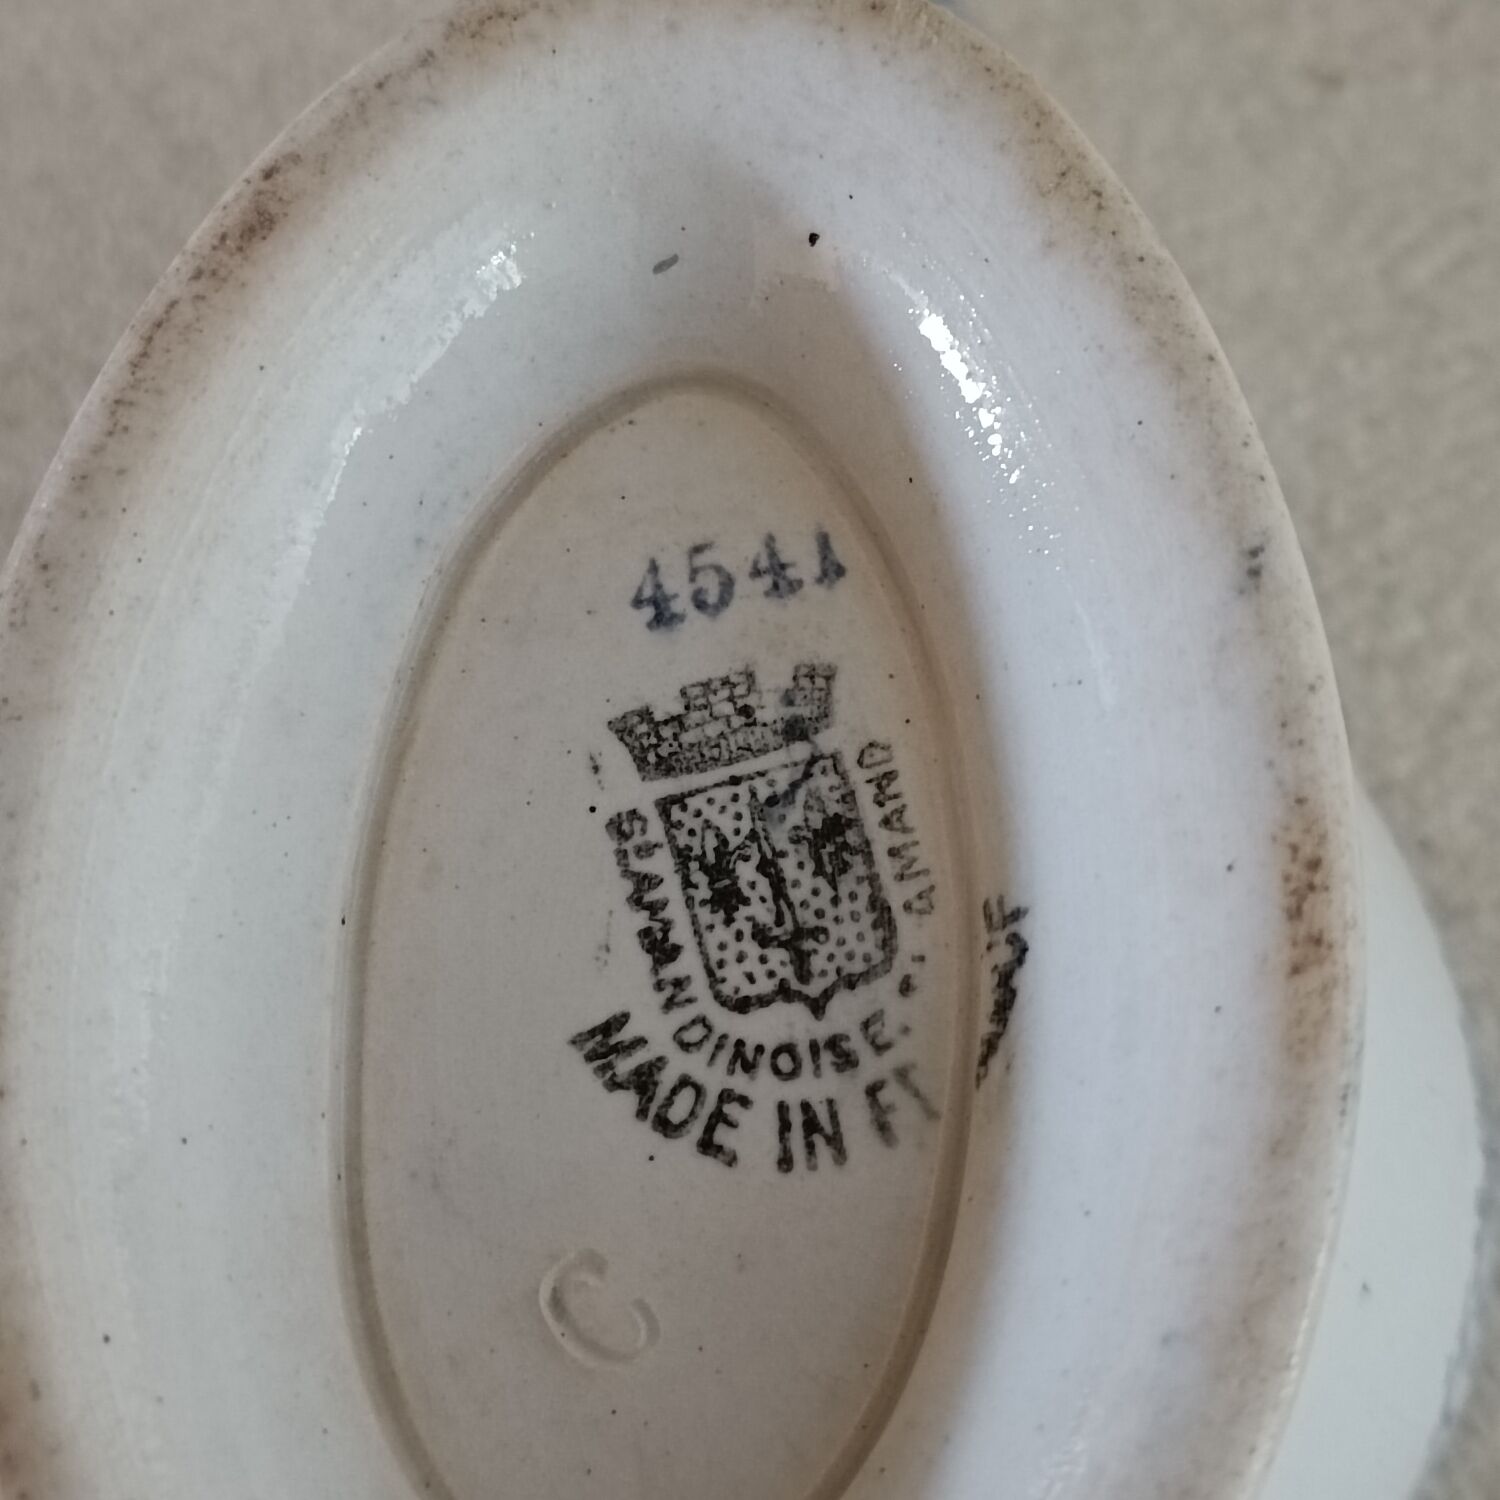 4541
ST AMANDINOISE. ST AMAND
MADE IN
C